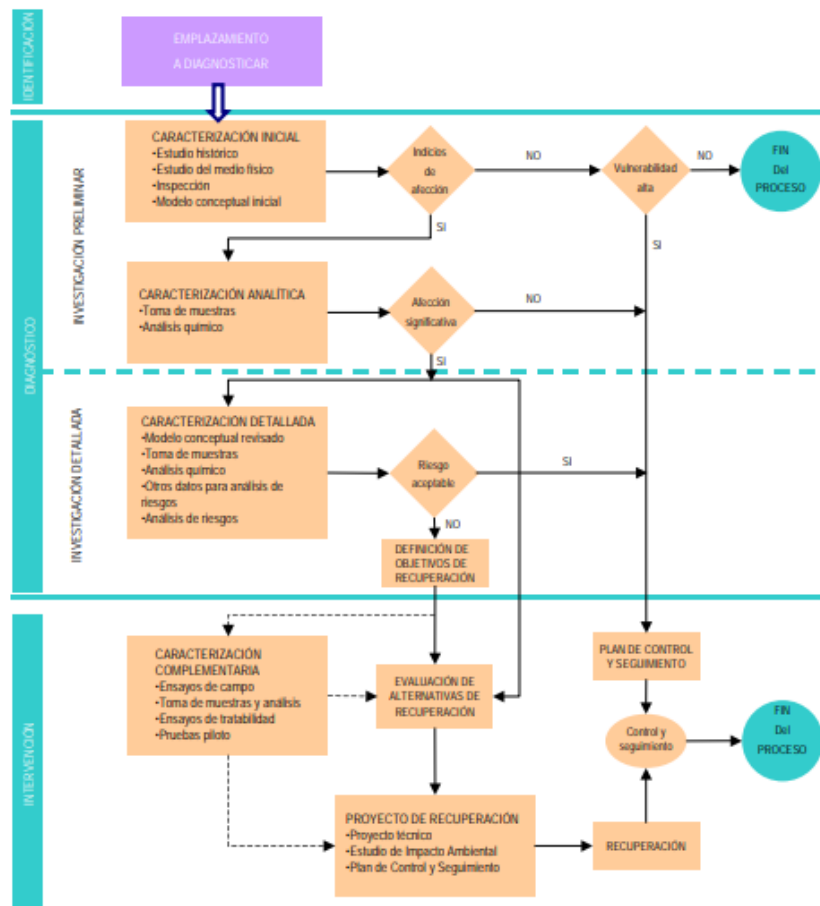 IDENTIFICACIÓN
EMPLAZAMIENTO
A DIAGNOSTICAR
DIAGNÓSTICO
INVESTIGACIÓN PRELIMINAR
CARACTERIZACIÓN INICIAL
•Estudio histórico
•Estudio del medio físico
•Inspección
•Modelo conceptual inicial
Indicios
de
afección
NO
Vulnerabilidad
alta
NO
FIN
Del
PROCESO
SI
SI
CARACTERIZACIÓN ANALÍTICA
•Toma de muestras
•Análisis químico
Afección
significativa
NO
SI
INVESTIGACIÓN DETALLADA
CARACTERIZACIÓN DETALLADA
•Modelo conceptual revisado
•Toma de muestras
•Análisis químico
•Otros datos para análisis de
riesgos
•Análisis de riesgos
Riesgo
aceptable
SI
NO
DEFINICIÓN DE
OBJETIVOS DE
RECUPERACIÓN
INTERVENCIÓN
CARACTERIZACIÓN
COMPLEMENTARIA
•Ensayos de campo
•Toma de muestras y análisis
•Ensayos de tratabilidad
•Pruebas piloto
EVALUACIÓN DE
ALTERNATIVAS DE
RECUPERACIÓN
PLAN DE CONTROL
Y SEGUIMIENTO
Control y
seguimiento
FIN
Del
PROCESO
PROYECTO DE RECUPERACIÓN
•Proyecto técnico
•Estudio de Impacto Ambiental
•Plan de Control y Seguimiento
RECUPERACIÓN